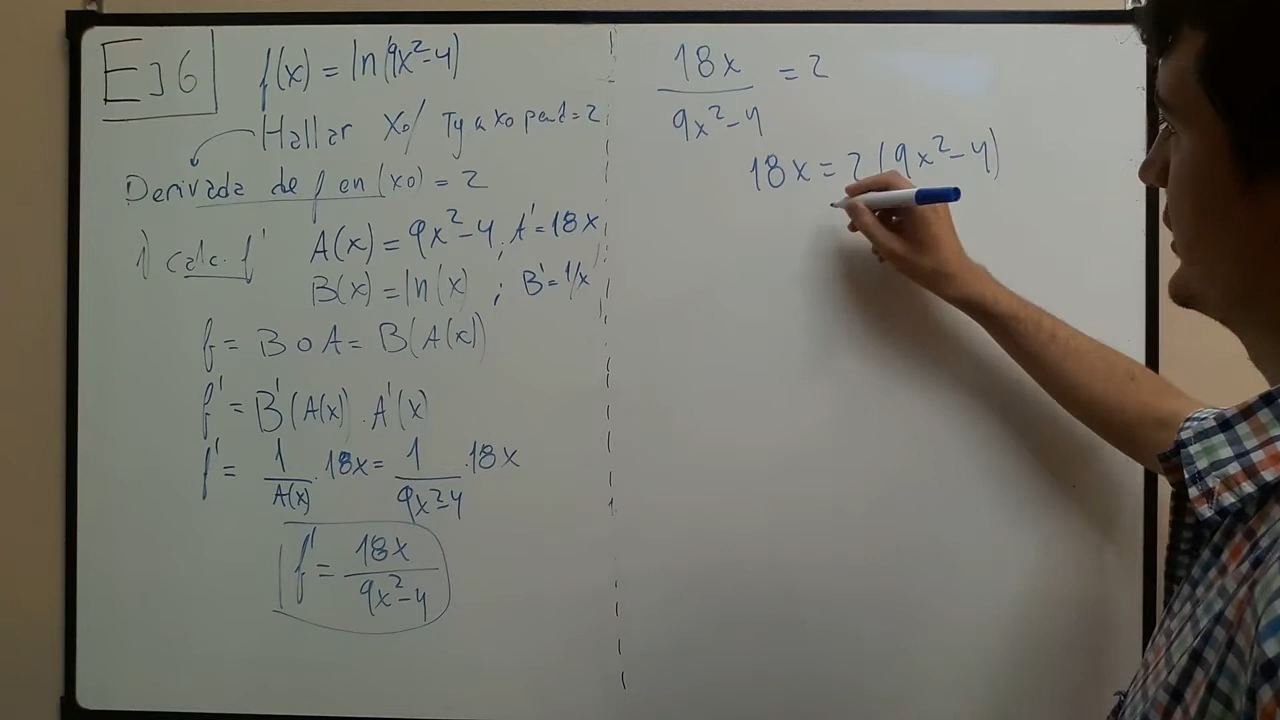 EJ6
f(x) = ln(9x²-4)
Hallar x₀/ Tg a x₀ pend=2
Derivada de f en (x0) = 2
1) calc. f'
A(x) = 9x²-4; A'=18x
B(x) = ln(x) ; B'=1/x
f = B o A = B(A(x))
f' = B'(A(x)).A'(x)
f' = 1/A(x) . 18x = 1/9x²-4 .18x
f' = 18x/9x²-4
18x/9x²-4 = 2
18x = 2(9x²-4)